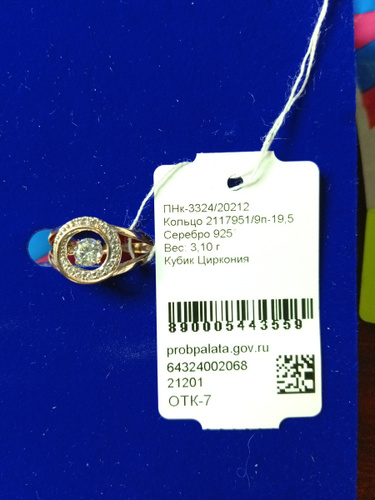 ПНк-3324/20212
Кольцо 2117951/9п-19,5
Серебро 925
Вес: 3,10 г
Кубик Циркония
890005443559
probpalata.gov.ru
64324002068
21201
ОТК-7